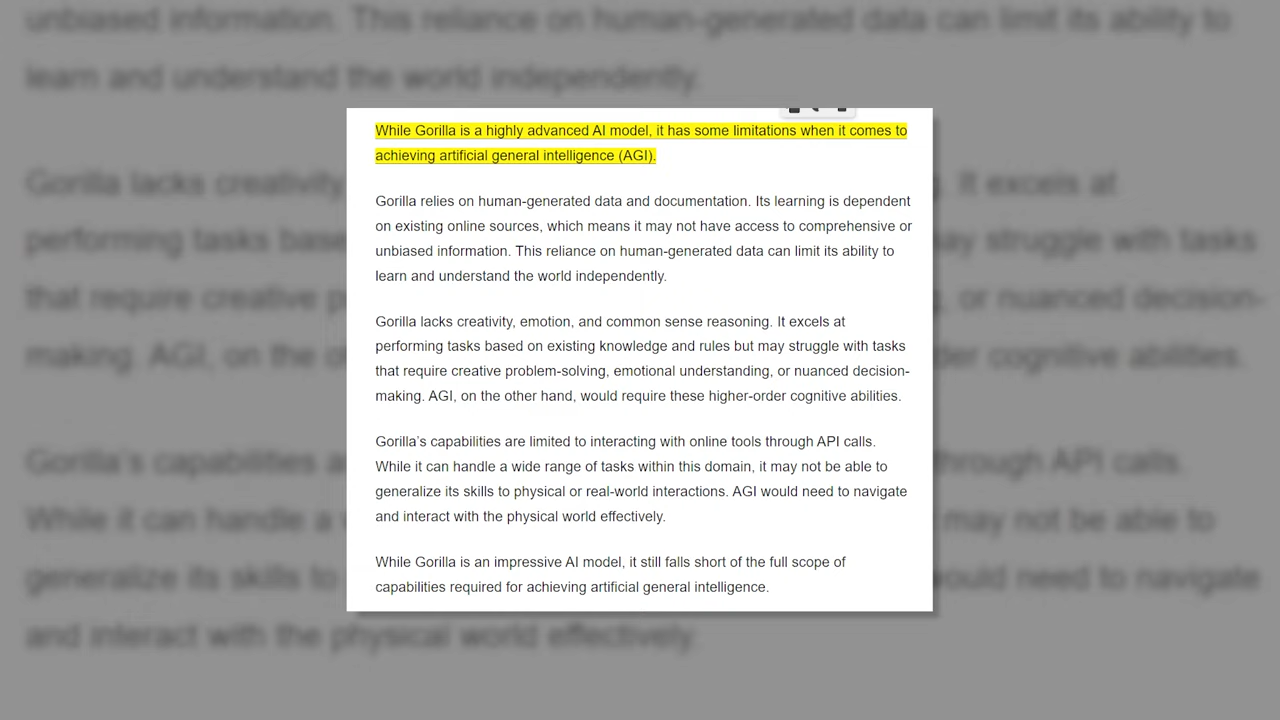 While Gorilla is a highly advanced AI model, it has some limitations when it comes to
achieving artificial general intelligence (AGI).
Gorilla relies on human-generated data and documentation. Its learning is dependent
on existing online sources, which means it may not have access to comprehensive or
unbiased information. This reliance on human-generated data can limit its ability to
learn and understand the world independently.
Gorilla lacks creativity, emotion, and common sense reasoning. It excels at
performing tasks based on existing knowledge and rules but may struggle with tasks
that require creative problem-solving, emotional understanding, or nuanced decision-
making. AGI, on the other hand, would require these higher-order cognitive abilities.
Gorilla’s capabilities are limited to interacting with online tools through API calls.
While it can handle a wide range of tasks within this domain, it may not be able to
generalize its skills to physical or real-world interactions. AGI would need to navigate
and interact with the physical world effectively.
While Gorilla is an impressive AI model, it still falls short of the full scope of
capabilities required for achieving artificial general intelligence.